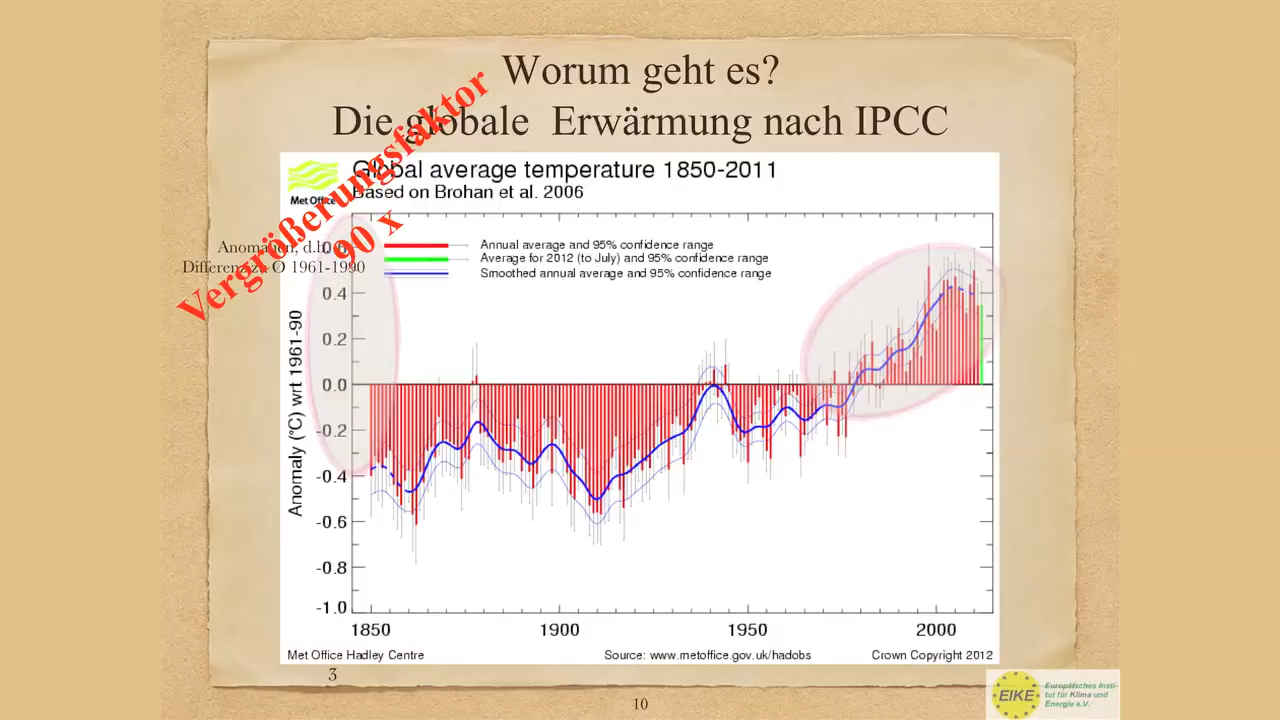 Worum geht es?
Die globale Erwärmung nach IPCC
Vergrößerungsfaktor
90 x
Met Office
Global average temperature 1850-2011
Based on Brohan et al. 2006
Anomalien, d.h.
Differenz zu Ø 1961-1990
Annual average and 95% confidence range
Average for 2012 (to July) and 95% confidence range
Smoothed annual average and 95% confidence range
Anomaly (°C) wrt 1961-90
0.4
0.2
0.0
-0.2
-0.4
-0.6
-0.8
-1.0
1850
1900
1950
2000
Met Office Hadley Centre
Source: www.metoffice.gov.uk/hadobs
Crown Copyright 2012
3
10
EIKE
Europäisches Insti-
tut für Klima und
Energie e.V.